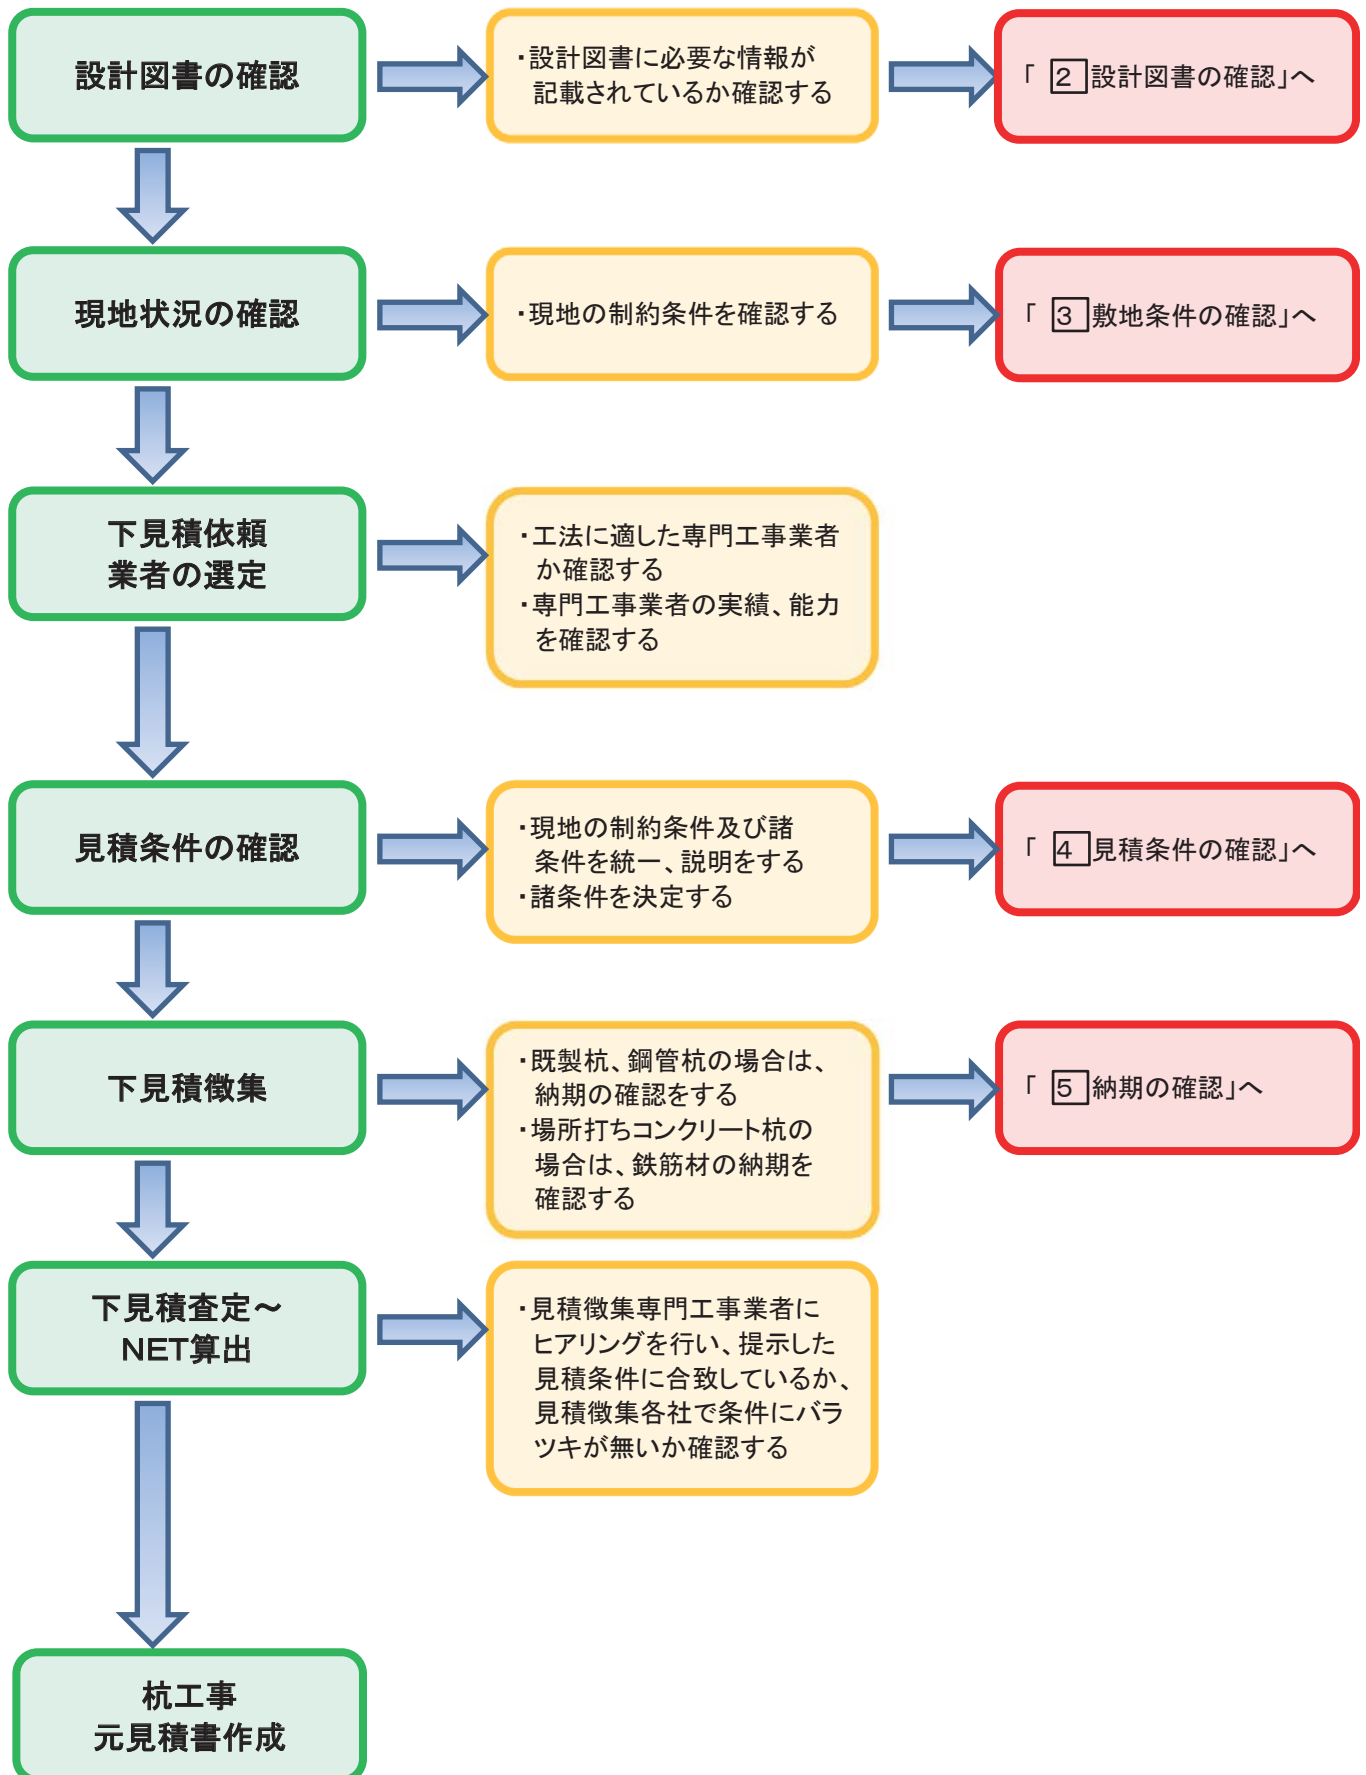 設計図書の確認
・設計図書に必要な情報が
記載されているか確認する
「 2 設計図書の確認」へ
現地状況の確認
・現地の制約条件を確認する
「 3 敷地条件の確認」へ
下見積依頼
業者の選定
・工法に適した専門工事業者
か確認する
・専門工事業者の実績、能力
を確認する
見積条件の確認
・現地の制約条件及び諸
条件を統一、説明をする
・諸条件を決定する
「 4 見積条件の確認」へ
下見積徴集
・既製杭、鋼管杭の場合は、
納期の確認をする
・場所打ちコンクリート杭の
場合は、鉄筋材の納期を
確認する
「 5 納期の確認」へ
下見積査定～
NET算出
・見積徴集専門工事業者に
ヒアリングを行い、提示した
見積条件に合致しているか、
見積徴集各社で条件にバラ
ツキが無いか確認する
杭工事
元見積書作成